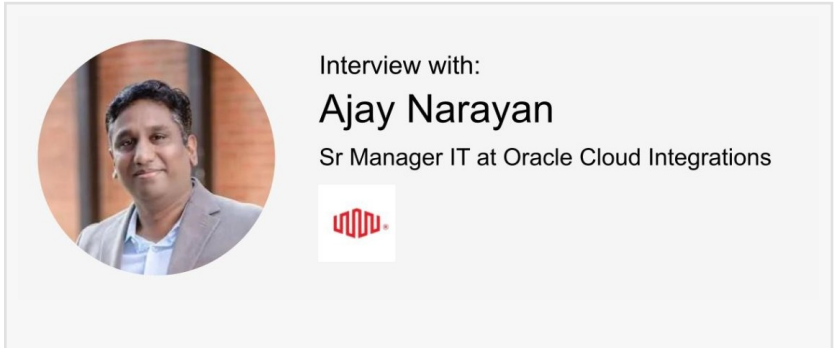 Interview with:
Ajay Narayan
Sr Manager IT at Oracle Cloud Integrations